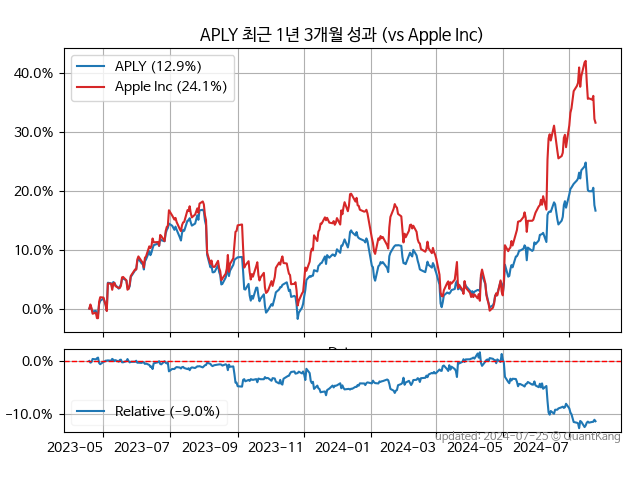 APLY 최근 1년 3개월 성과 (vs Apple Inc)
APLY (12.9%)
Apple Inc (24.1%)
40.0%
30.0%
20.0%
10.0%
0.0%
0.0%
−10.0%
Relative (−9.0%)
updated: 2024-07-25 © QuantKang
2023-05 2023-07 2023-09 2023-11 2024-01 2024-03 2024-05 2024-07